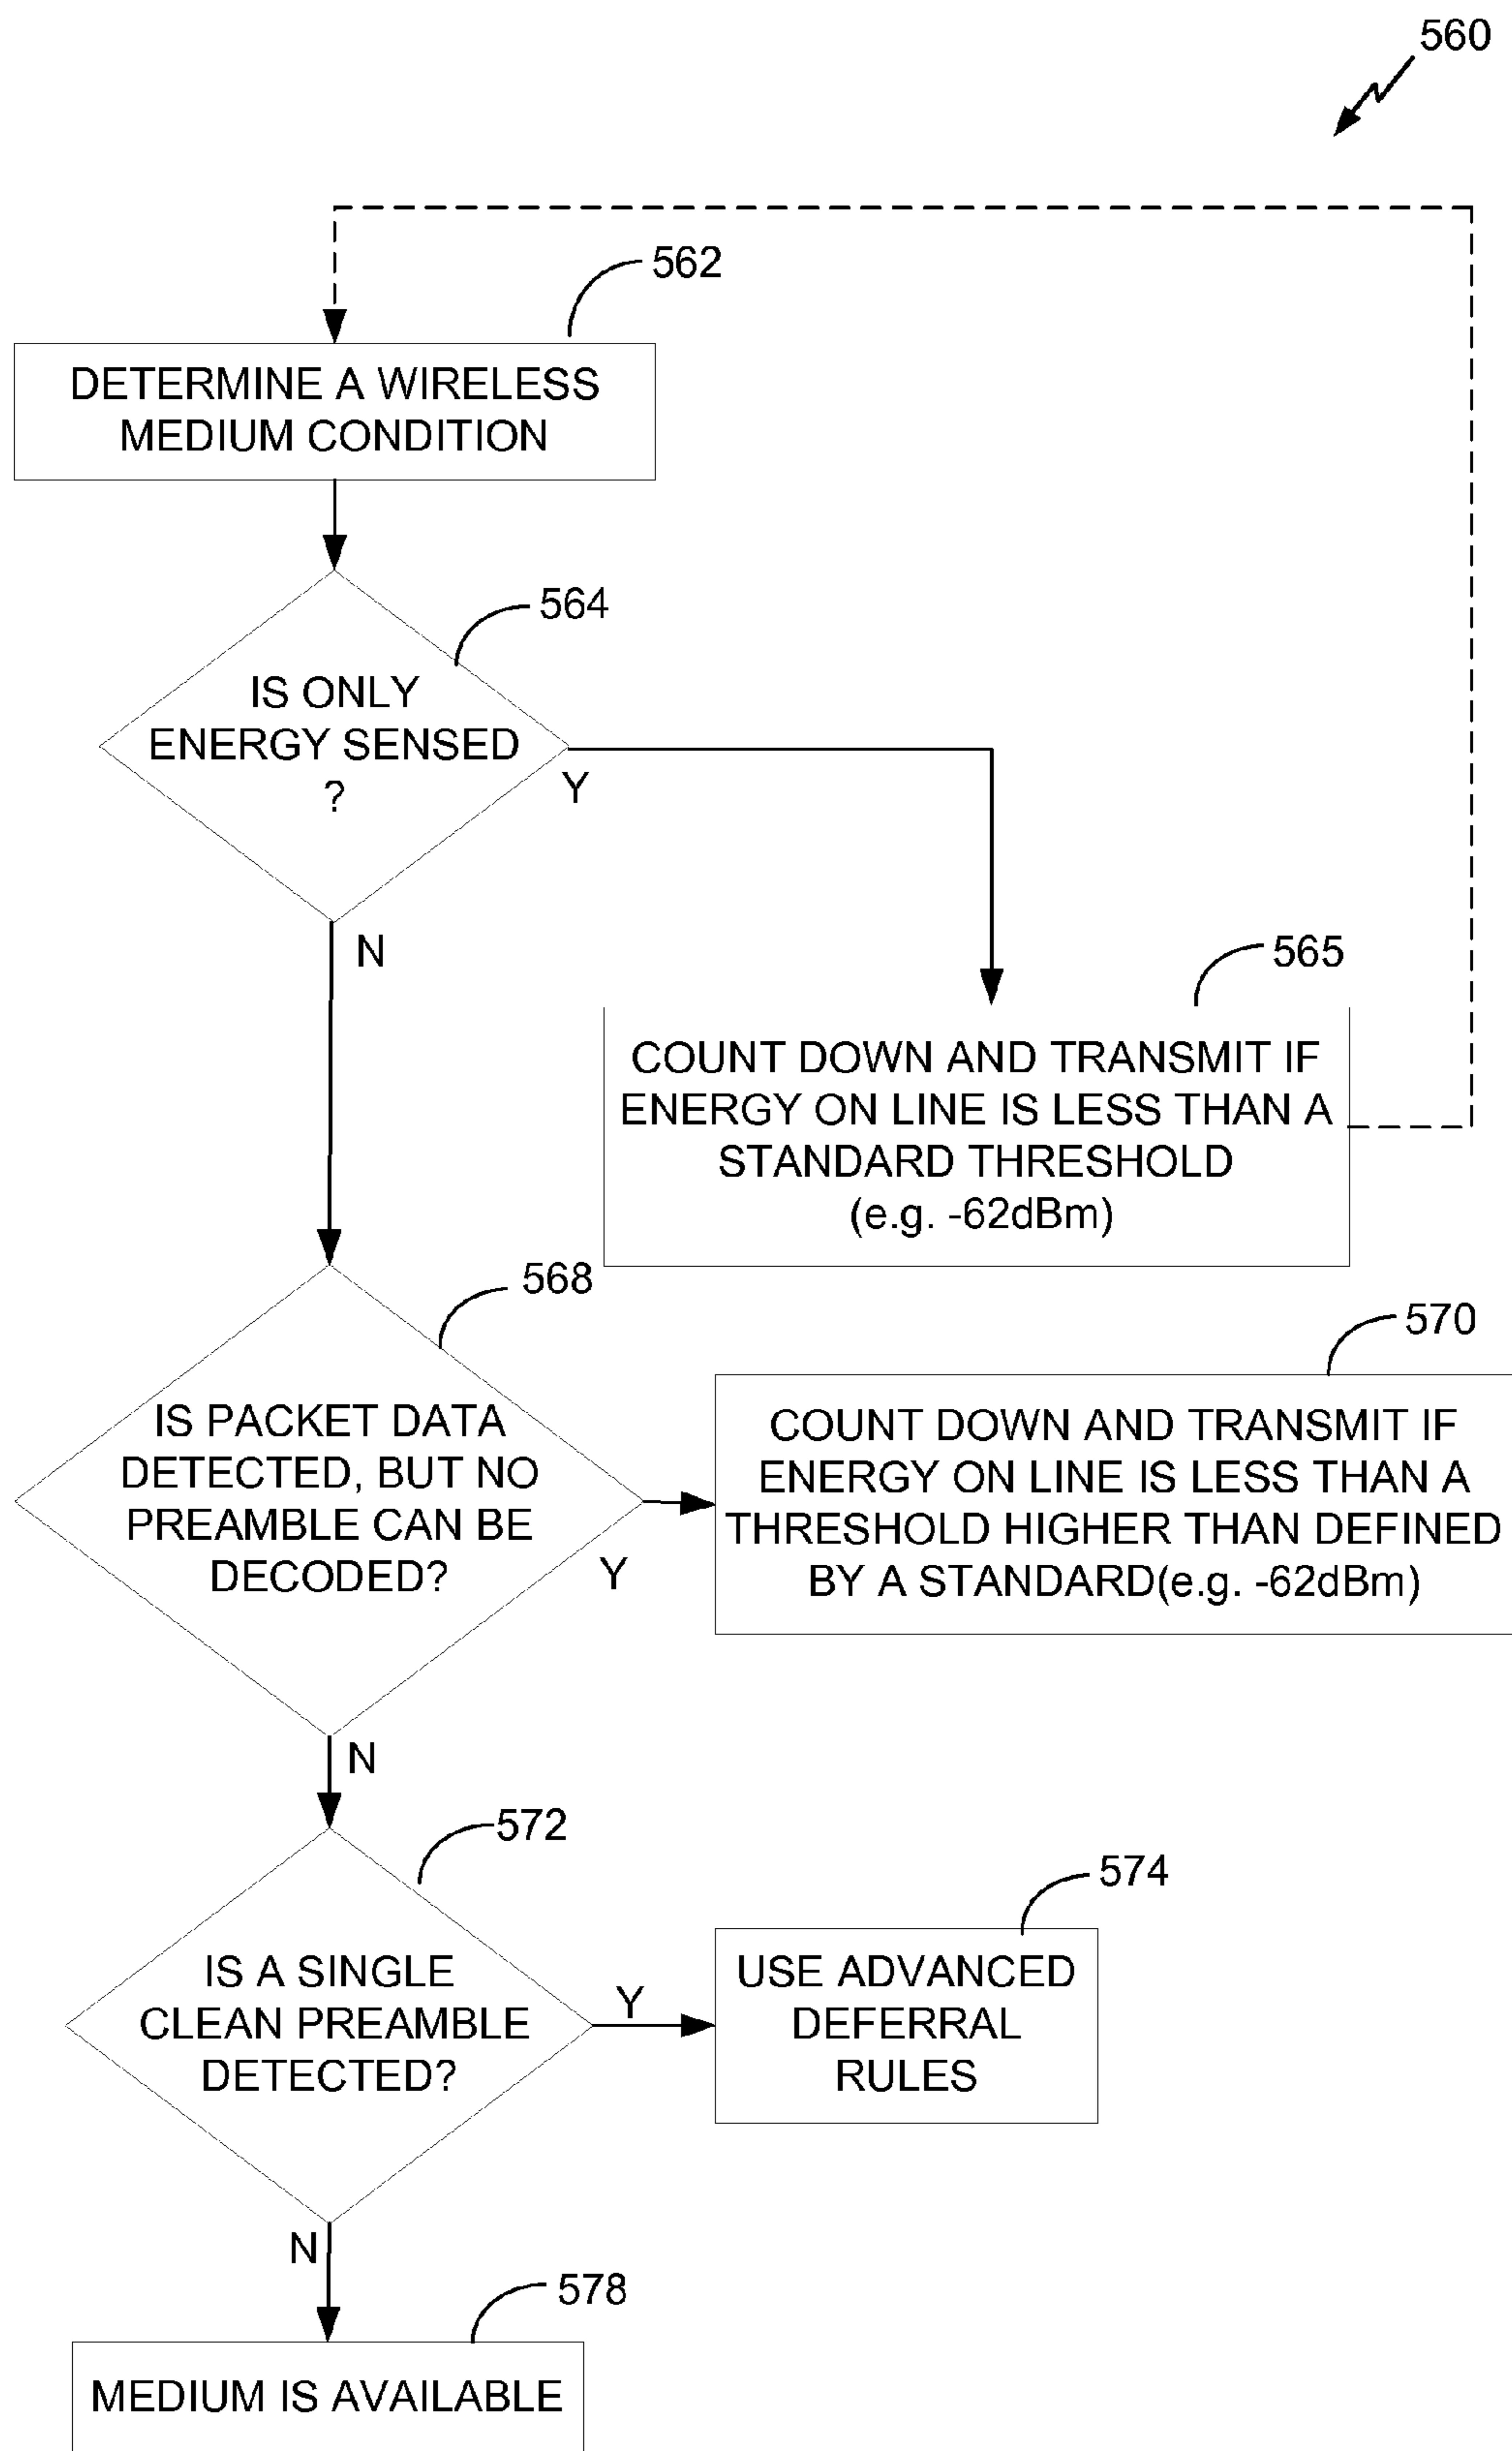 560
562
DETERMINE A WIRELESS
MEDIUM CONDITION
564
IS ONLY
ENERGY SENSED
?
Y
N
565
COUNT DOWN AND TRANSMIT IF
ENERGY ON LINE IS LESS THAN A
STANDARD THRESHOLD
(e.g. -62dBm)
568
IS PACKET DATA
DETECTED, BUT NO
PREAMBLE CAN BE
DECODED?
Y
570
COUNT DOWN AND TRANSMIT IF
ENERGY ON LINE IS LESS THAN A
THRESHOLD HIGHER THAN DEFINED
BY A STANDARD(e.g. -62dBm)
N
572
IS A SINGLE
CLEAN PREAMBLE
DETECTED?
Y
574
USE ADVANCED
DEFERRAL
RULES
N
578
MEDIUM IS AVAILABLE